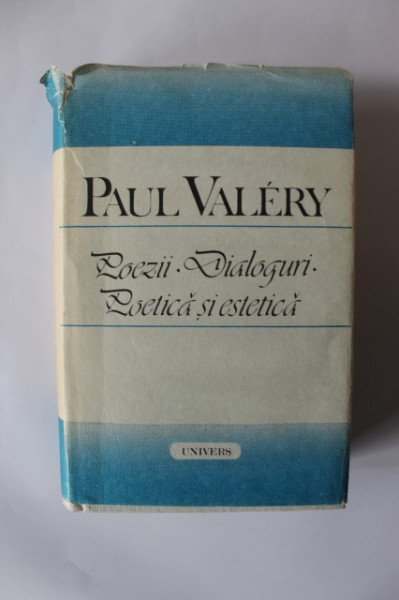 PAUL VALÉRY
Poezii · Dialoguri ·
Poetică și estetică
UNIVERS